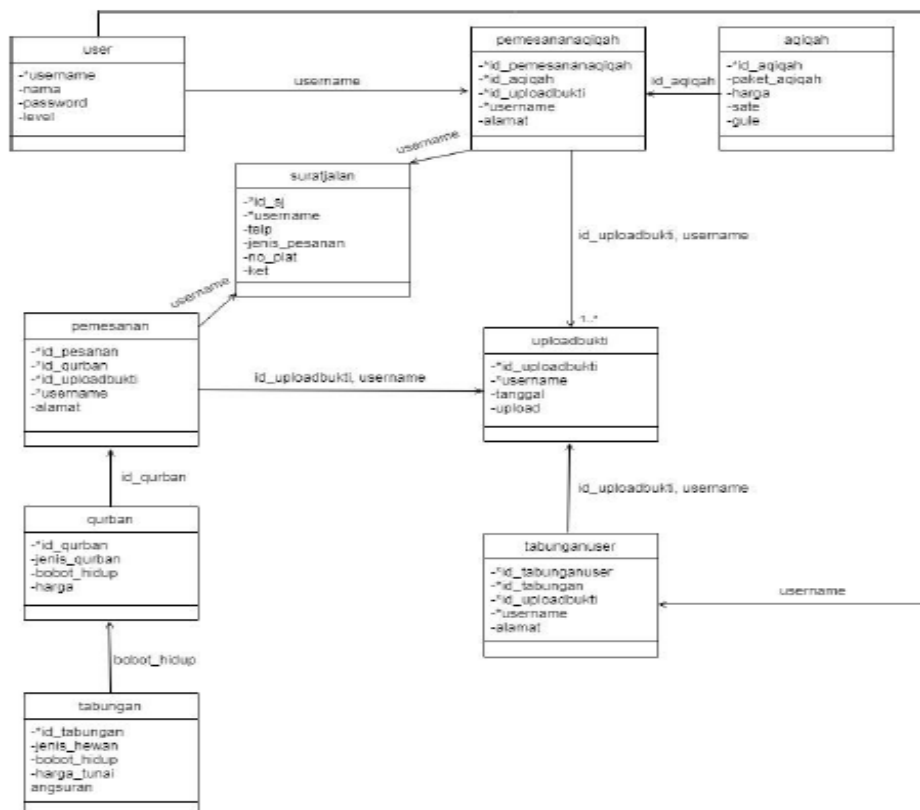 user
-*username
-nama
-password
-level
username
pemesananaqiqah
-*id_pemesananaqiqah
-*id_aqiqah
-*id_uploadbukti
-*username
-alamat
id_aqiqah
aqiqah
-*id_aqiqah
-paket_aqiqah
-harga
-sate
-gule
username
suratjalan
-*id_sj
-*username
-telp
-jenis_pesanan
-no_plat
-ket
id_uploadbukti, username
username
pemesanan
-*id_pesanan
-*id_qurban
-*id_uploadbukti
-*username
-alamat
id_uploadbukti, username
1..*
uploadbukti
-*id_uploadbukti
-*username
-tanggal
-upload
id_qurban
qurban
-*id_qurban
-jenis_qurban
-bobot_hidup
-harga
id_uploadbukti, username
tabunganuser
-*id_tabunganuser
-*id_tabungan
-*id_uploadbukti
-*username
-alamat
username
bobot_hidup
tabungan
-*id_tabungan
-jenis_hewan
-bobot_hidup
-harga_tunai
angsuran